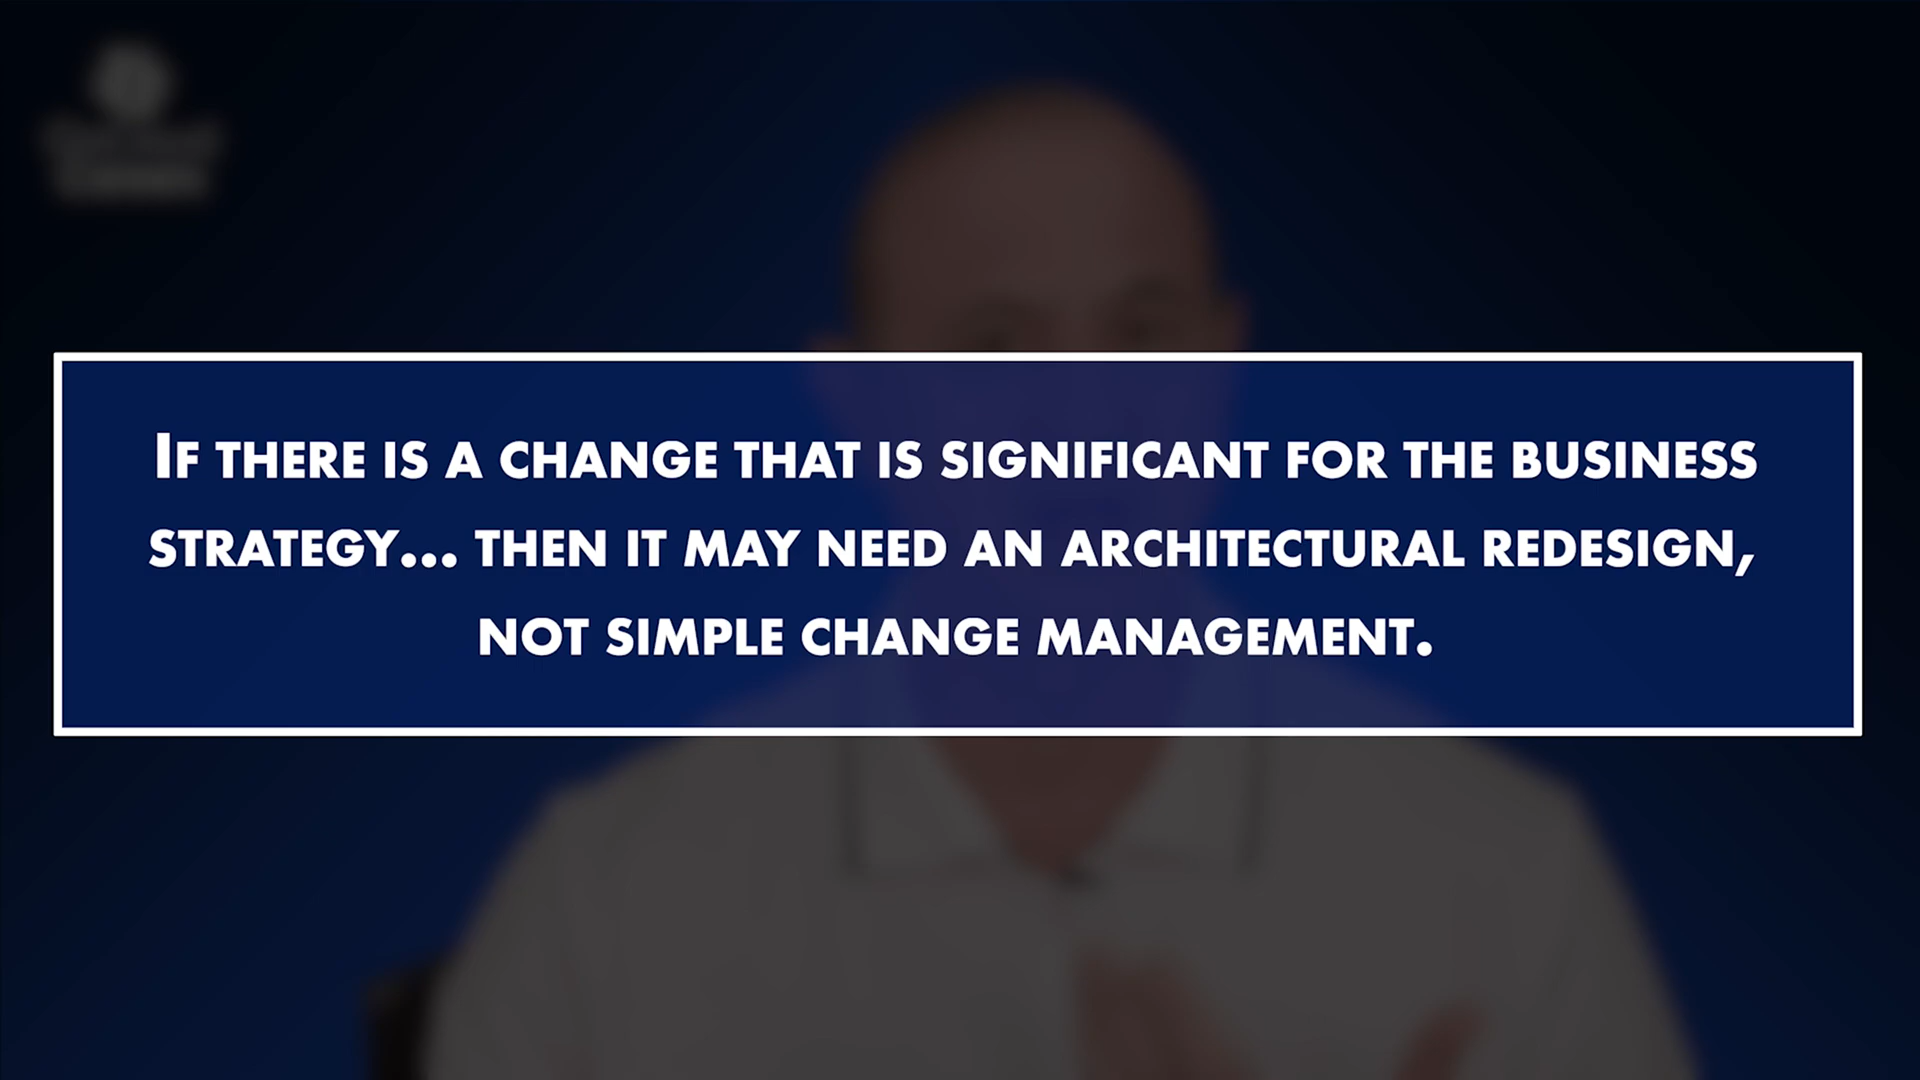 IF THERE IS A CHANGE THAT IS SIGNIFICANT FOR THE BUSINESS
STRATEGY... THEN IT MAY NEED AN ARCHITECTURAL REDESIGN,
NOT SIMPLE CHANGE MANAGEMENT.